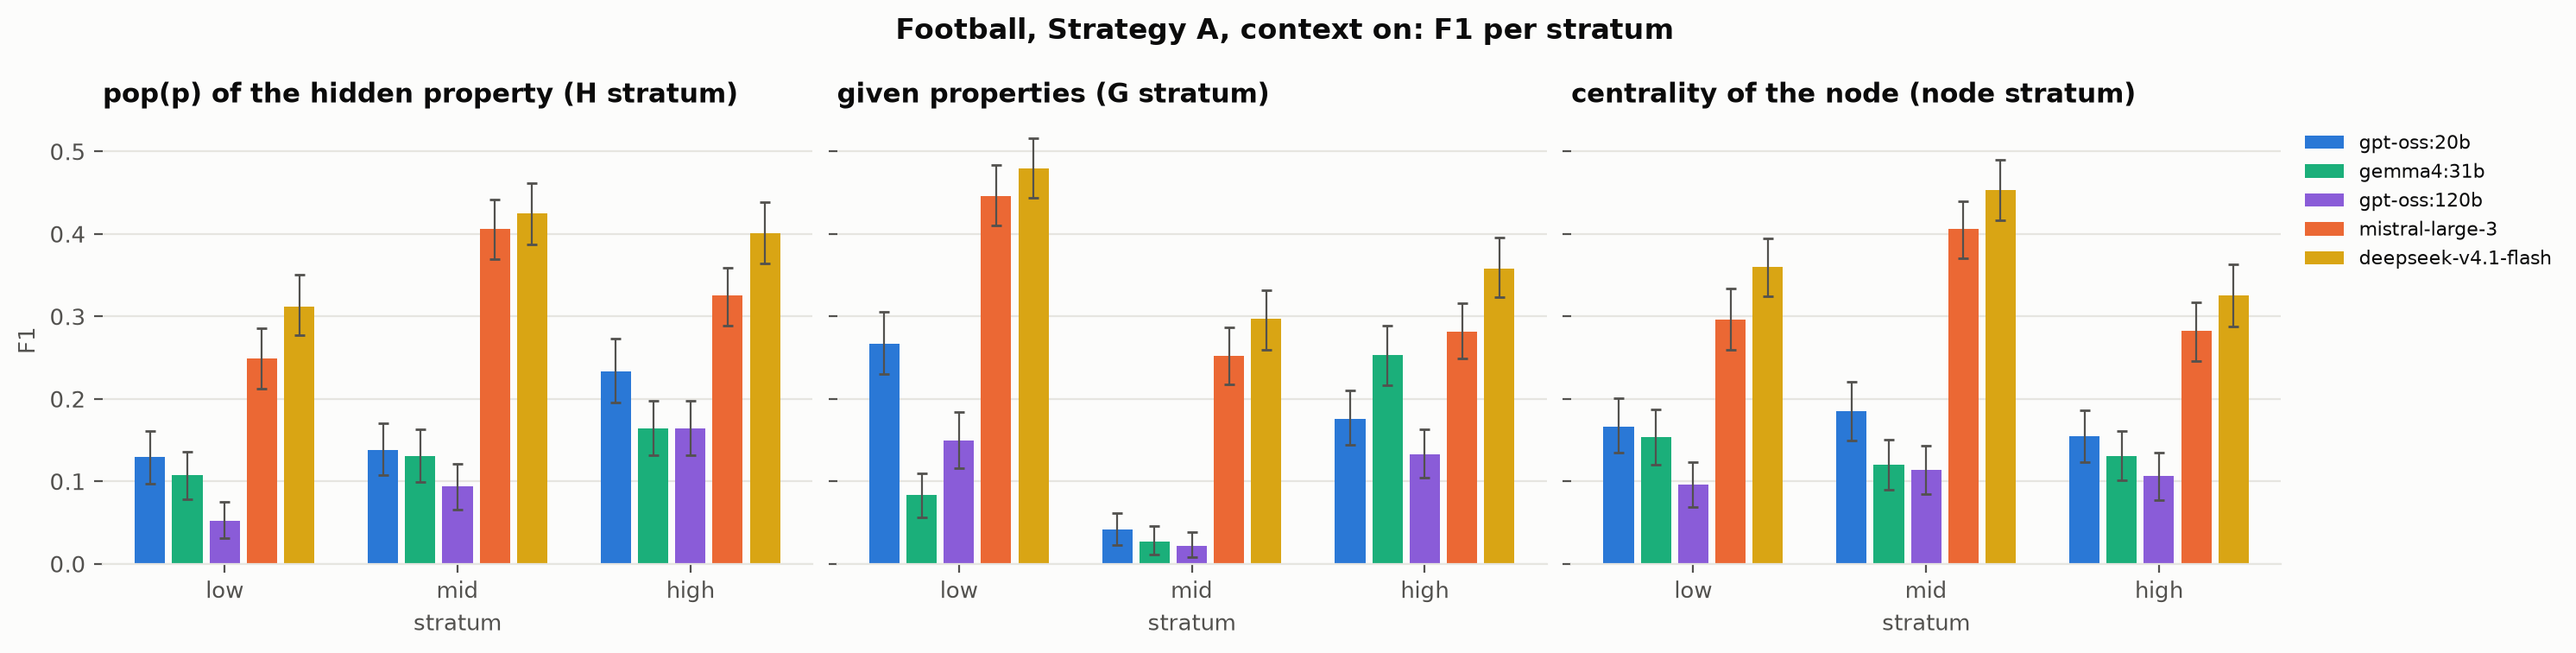 Football, Strategy A, context on: F1 per stratum
pop(p) of the hidden property (H stratum)
given properties (G stratum)
centrality of the node (node stratum)
F1
0.5
0.4
0.3
0.2
0.1
0.0
low mid high
stratum
low mid high
stratum
low mid high
stratum
gpt-oss:20b
gemma4:31b
gpt-oss:120b
mistral-large-3
deepseek-v4.1-flash